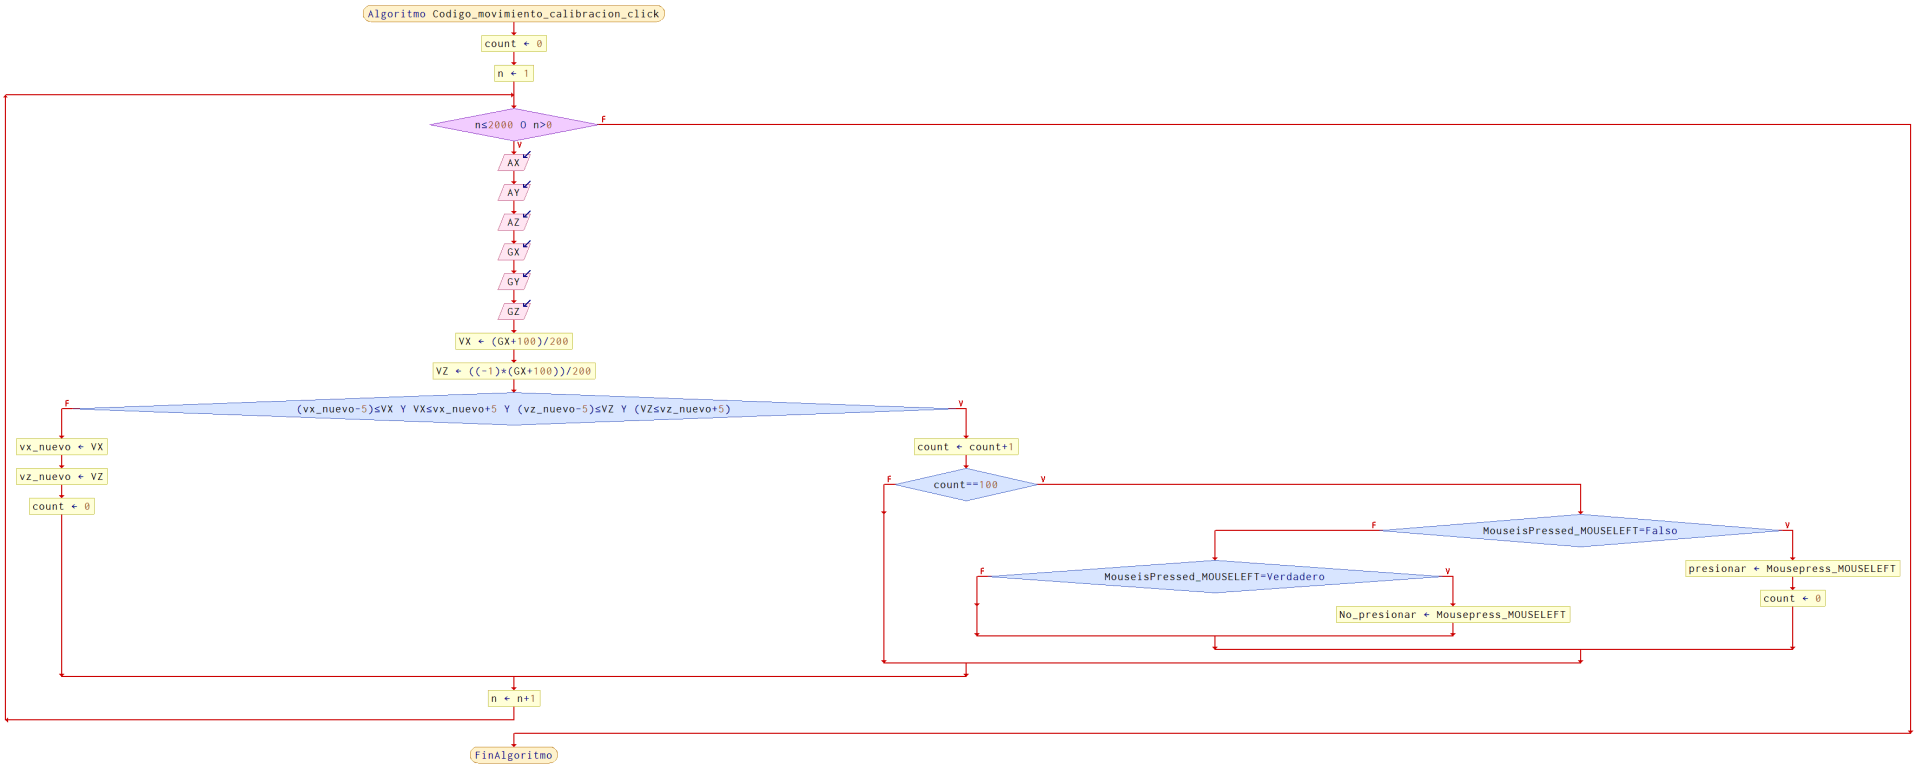 Algoritmo Codigo_movimiento_calibracion_click
count ← 0
n ← 1
n≤2000 O n>0
F
V
AX
AY
AZ
GX
GY
GZ
VX ← (GX+100)/200
VZ ← ((-1)*(GX+100))/200
(vx_nuevo-5)≤VX Y VX≤vx_nuevo+5 Y (vz_nuevo-5)≤VZ Y (VZ≤vz_nuevo+5)
F
V
vx_nuevo ← VX
vz_nuevo ← VZ
count ← 0
count ← count+1
count==100
F
V
MouseisPressed_MOUSELEFT=Falso
F
V
MouseisPressed_MOUSELEFT=Verdadero
F
V
No_presionar ← Mousepress_MOUSELEFT
presionar ← Mousepress_MOUSELEFT
count ← 0
n ← n+1
FinAlgoritmo